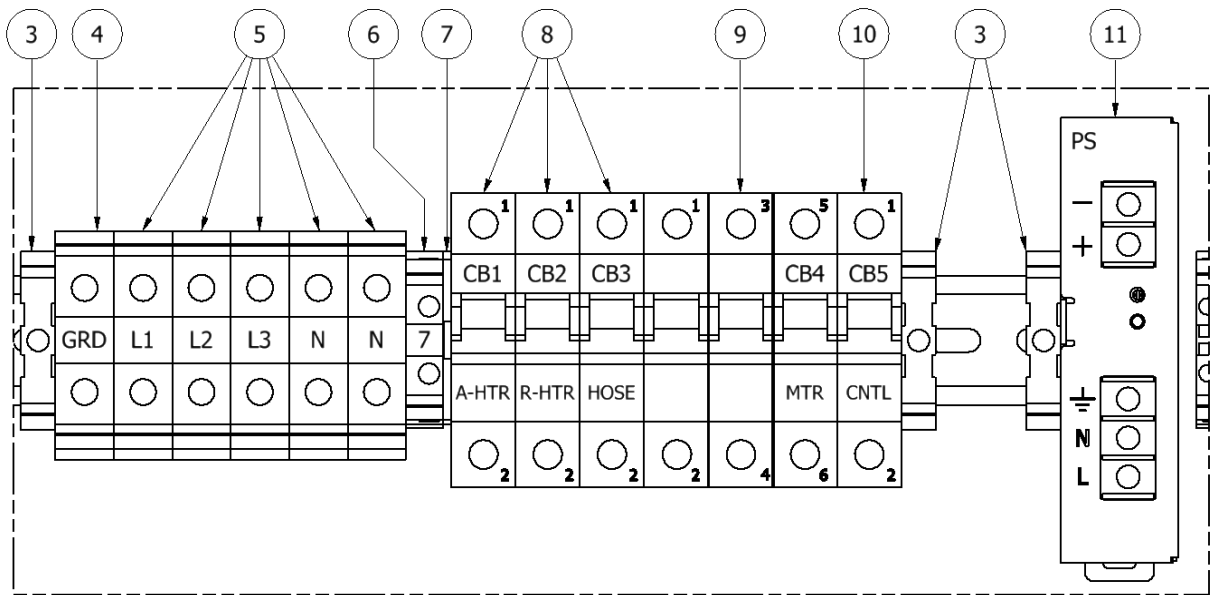 3 4 5 6 7 8 9 10 3 11
PS
1 1 1 1 3 5 1
−
+
CB1 CB2 CB3 CB4 CB5
GRD L1 L2 L3 N N 7
A-HTR R-HTR HOSE MTR CNTL
N
2 2 2 2 4 6 2
L